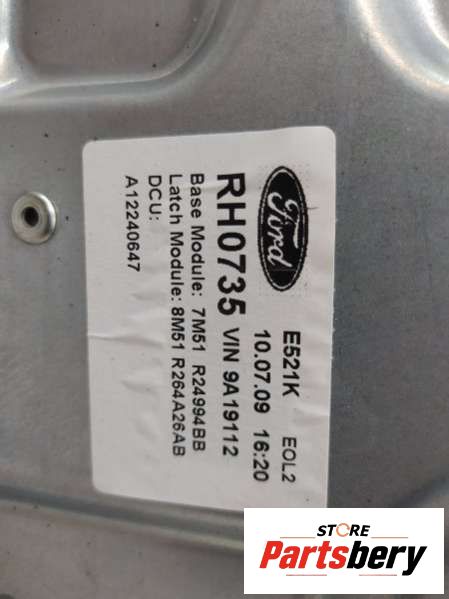 Ford
E521K EOL2
10.07.09 16:20
RH0735 VIN 9A19112
Base Module: 7M51 R24994BB
Latch Module: 8M51 R264A26AB
DCU:
A12240647
STORE
Partsbery